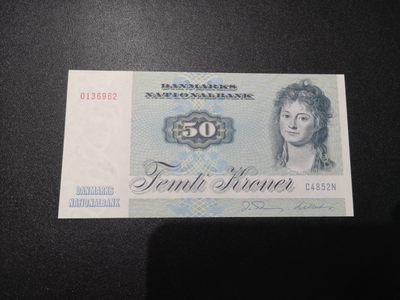 DANMARKS
NATIONALBANK
0136962
50
Femti Kroner
C4852N
DANMARKS
NATIONALBANK